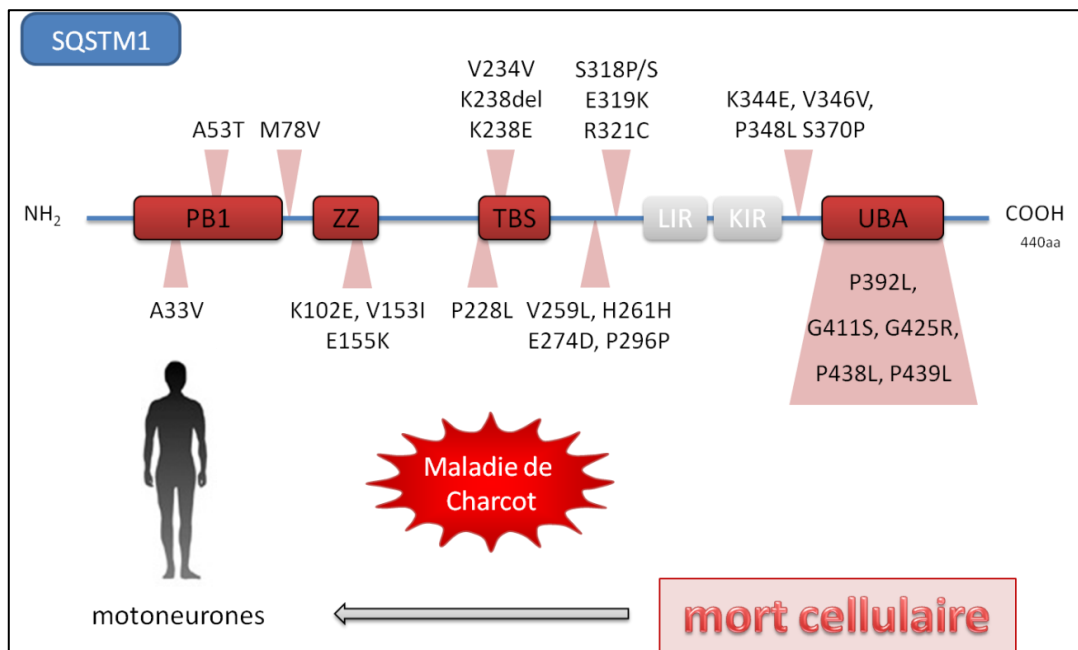 SQSTM1
V234V
K238del
K238E
S318P/S
E319K
R321C
K344E, V346V,
P348L S370P
A53T
M78V
NH2
PB1
ZZ
TBS
LIR
KIR
UBA
COOH
440aa
A33V
K102E, V153I
E155K
P228L
V259L, H261H
E274D, P296P
P392L,
G411S, G425R,
P438L, P439L
Maladie de
Charcot
motoneurones
mort cellulaire